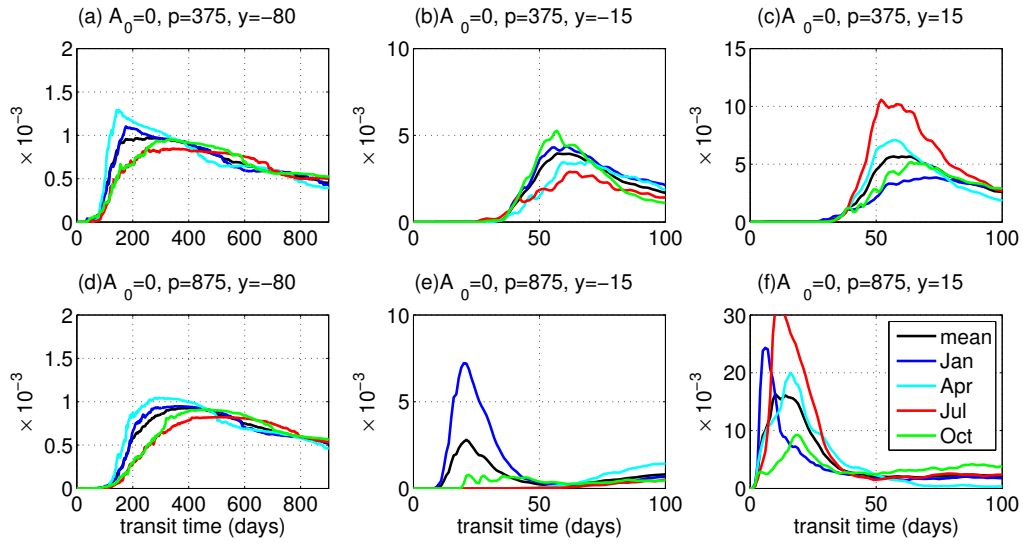 (a) A_0=0, p=375, y=−80
(b) A_0=0, p=375, y=−15
(c) A_0=0, p=375, y=15
2
1.5
1
0.5
0
× 10^−3
200 400 600 800
10
5
0
× 10^−3
0 50 100
15
10
5
0
× 10^−3
0 50 100
(d) A_0=0, p=875, y=−80
(e) A_0=0, p=875, y=−15
(f) A_0=0, p=875, y=15
2
1.5
1
0.5
0
× 10^−3
200 400 600 800
transit time (days)
10
5
0
× 10^−3
0 50 100
transit time (days)
30
20
10
0
× 10^−3
0 50 100
transit time (days)
mean
Jan
Apr
Jul
Oct